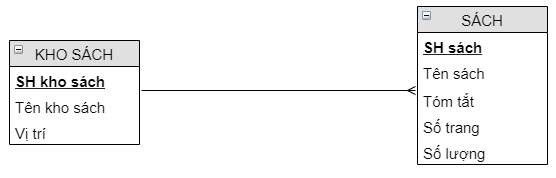 KHO SÁCH
SH kho sách
Tên kho sách
Vị trí
SÁCH
SH sách
Tên sách
Tóm tắt
Số trang
Số lượng